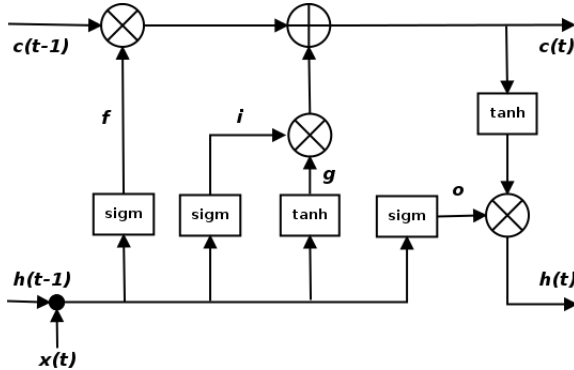 c(t-1)
c(t)
tanh
f
i
g
o
sigm
sigm
tanh
sigm
h(t-1)
h(t)
x(t)